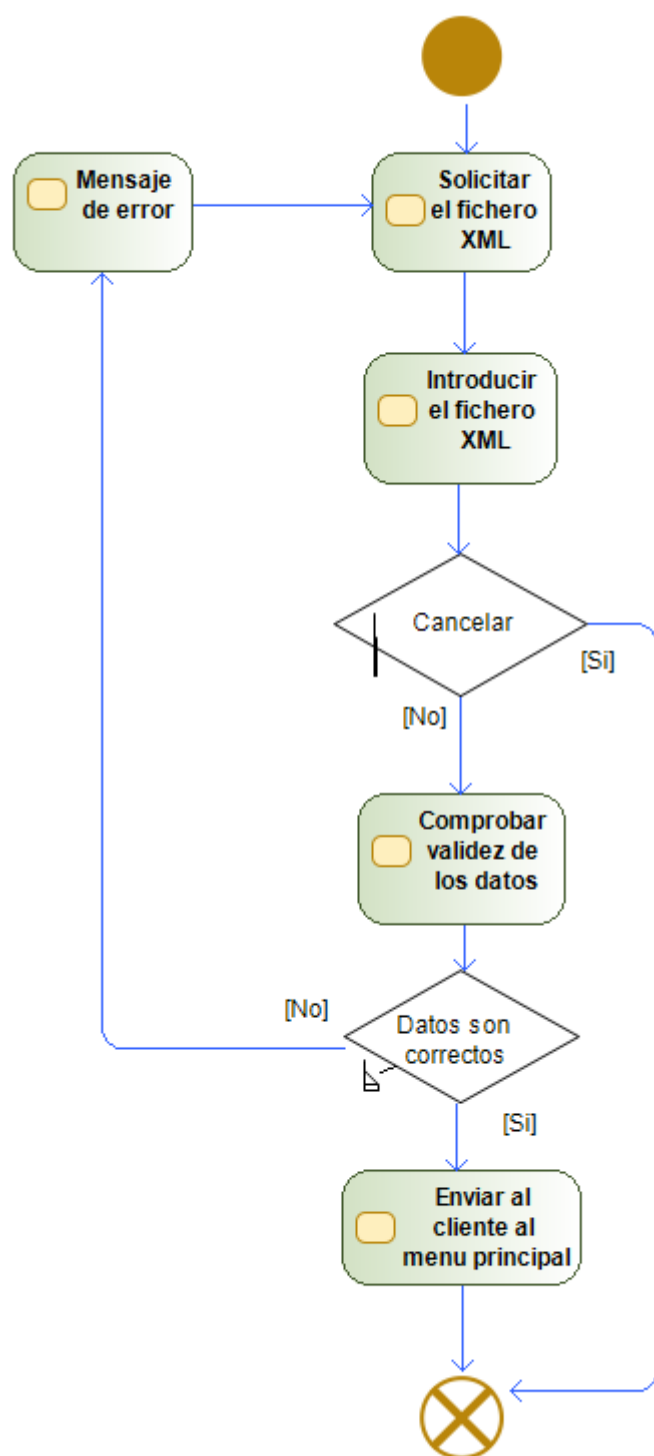 Mensaje
de error
Solicitar
el fichero
XML
Introducir
el fichero
XML
Cancelar
[Si]
[No]
Comprobar
validez de
los datos
[No]
Datos son
correctos
[Si]
Enviar al
cliente al
menu principal